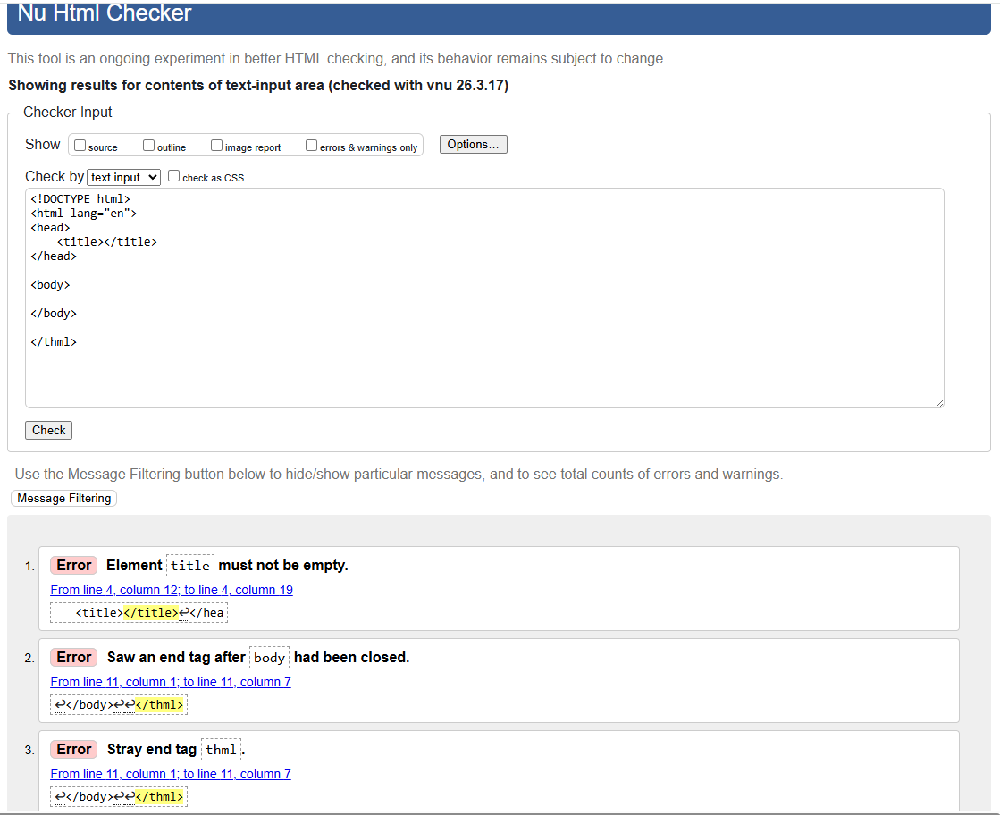 Nu Html Checker
This tool is an ongoing experiment in better HTML checking, and its behavior remains subject to change
Showing results for contents of text-input area (checked with vnu 26.3.17)
Checker Input
Show source outline image report errors & warnings only Options...
Check by text input check as CSS
<!DOCTYPE html>
<html lang="en">
<head>
    <title></title>
</head>
<body>
</body>
</thml>
Check
Use the Message Filtering button below to hide/show particular messages, and to see total counts of errors and warnings.
Message Filtering
1. Error Element title must not be empty.
From line 4, column 12; to line 4, column 19
<title></title>↩</hea
2. Error Saw an end tag after body had been closed.
From line 11, column 1; to line 11, column 7
↩</body>↩↩</thml>
3. Error Stray end tag thml.
From line 11, column 1; to line 11, column 7
↩</body>↩↩</thml>